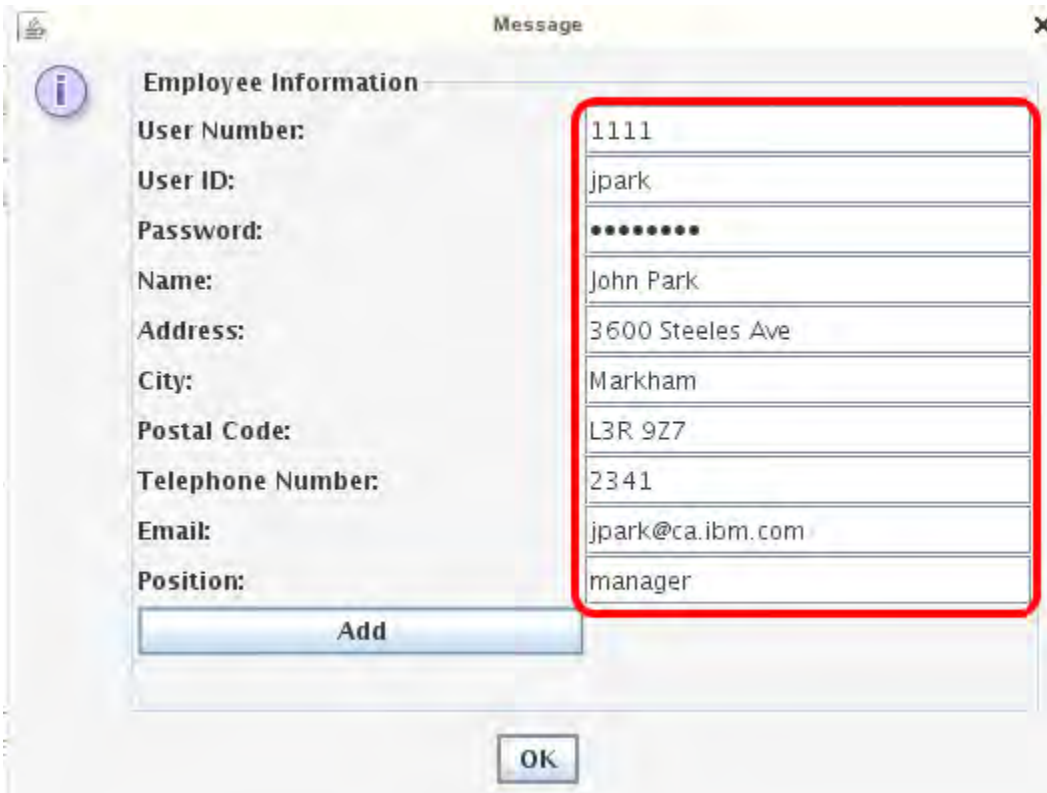 Message
Employee Information
User Number: 1111
User ID: jpark
Password: ••••••••
Name: John Park
Address: 3600 Steeles Ave
City: Markham
Postal Code: L3R 9Z7
Telephone Number: 2341
Email: jpark@ca.ibm.com
Position: manager
Add
OK